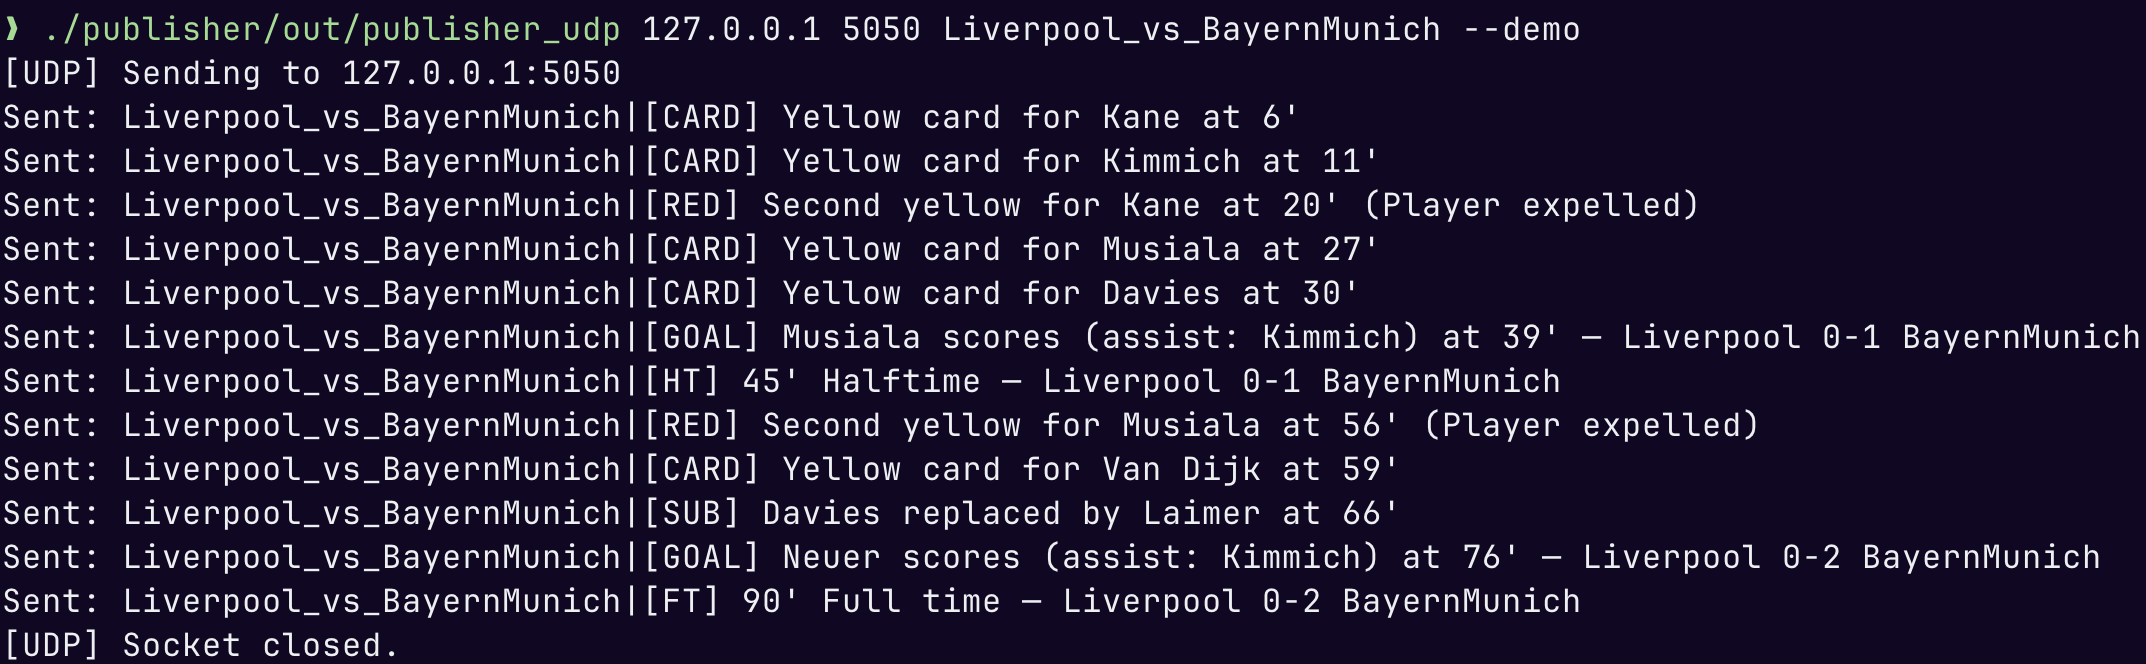 ❱ ./publisher/out/publisher_udp 127.0.0.1 5050 Liverpool_vs_BayernMunich --demo
[UDP] Sending to 127.0.0.1:5050
Sent: Liverpool_vs_BayernMunich|[CARD] Yellow card for Kane at 6'
Sent: Liverpool_vs_BayernMunich|[CARD] Yellow card for Kimmich at 11'
Sent: Liverpool_vs_BayernMunich|[RED] Second yellow for Kane at 20' (Player expelled)
Sent: Liverpool_vs_BayernMunich|[CARD] Yellow card for Musiala at 27'
Sent: Liverpool_vs_BayernMunich|[CARD] Yellow card for Davies at 30'
Sent: Liverpool_vs_BayernMunich|[GOAL] Musiala scores (assist: Kimmich) at 39' — Liverpool 0-1 BayernMunich
Sent: Liverpool_vs_BayernMunich|[HT] 45' Halftime — Liverpool 0-1 BayernMunich
Sent: Liverpool_vs_BayernMunich|[RED] Second yellow for Musiala at 56' (Player expelled)
Sent: Liverpool_vs_BayernMunich|[CARD] Yellow card for Van Dijk at 59'
Sent: Liverpool_vs_BayernMunich|[SUB] Davies replaced by Laimer at 66'
Sent: Liverpool_vs_BayernMunich|[GOAL] Neuer scores (assist: Kimmich) at 76' — Liverpool 0-2 BayernMunich
Sent: Liverpool_vs_BayernMunich|[FT] 90' Full time — Liverpool 0-2 BayernMunich
[UDP] Socket closed.